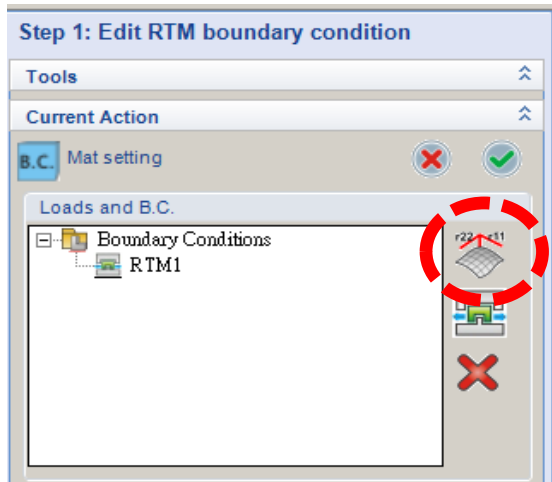 Step 1: Edit RTM boundary condition
Tools
Current Action
B.C. Mat setting
Loads and B.C.
Boundary Conditions
RTM1
r22 r11